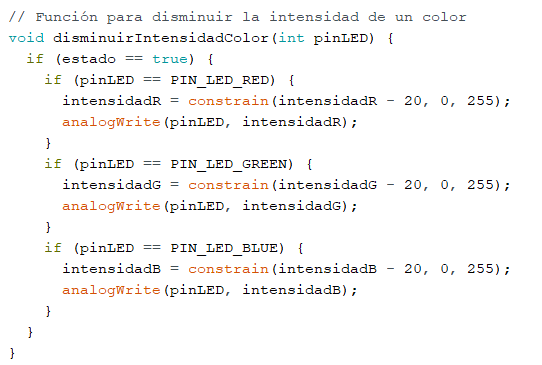 // Función para disminuir la intensidad de un color
void disminuirIntensidadColor(int pinLED) {
  if (estado == true) {
    if (pinLED == PIN_LED_RED) {
      intensidadR = constrain(intensidadR - 20, 0, 255);
      analogWrite(pinLED, intensidadR);
    }
    if (pinLED == PIN_LED_GREEN) {
      intensidadG = constrain(intensidadG - 20, 0, 255);
      analogWrite(pinLED, intensidadG);
    }
    if (pinLED == PIN_LED_BLUE) {
      intensidadB = constrain(intensidadB - 20, 0, 255);
      analogWrite(pinLED, intensidadB);
    }
  }
}